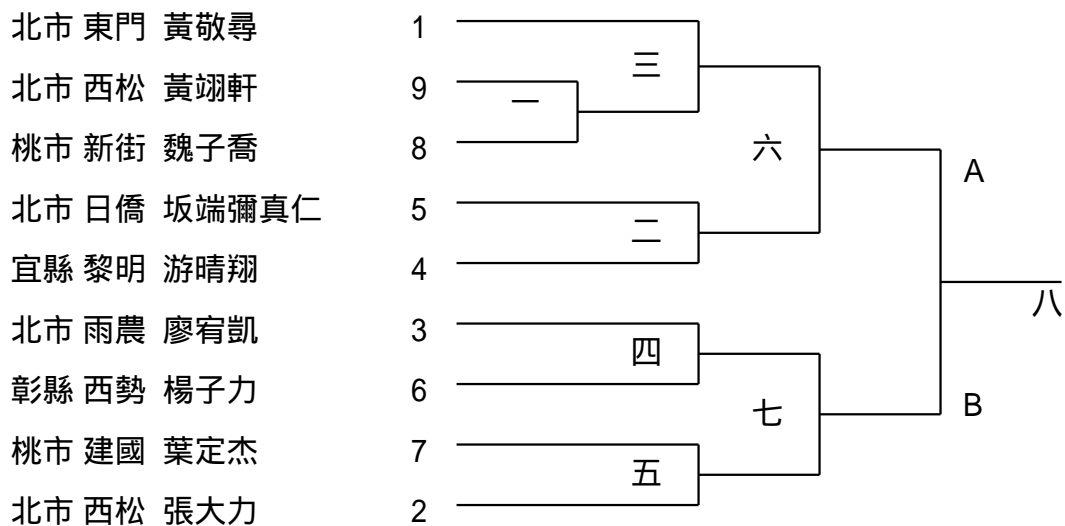 北市 東門 黃敬尋 1
三
北市 西松 黃翊軒 9
一
桃市 新街 魏子喬 8
六
A
北市 日僑 坂端彌真仁 5
二
宜縣 黎明 游晴翔 4
八
北市 雨農 廖宥凱 3
四
彰縣 西勢 楊子力 6
七
B
桃市 建國 葉定杰 7
五
北市 西松 張大力 2